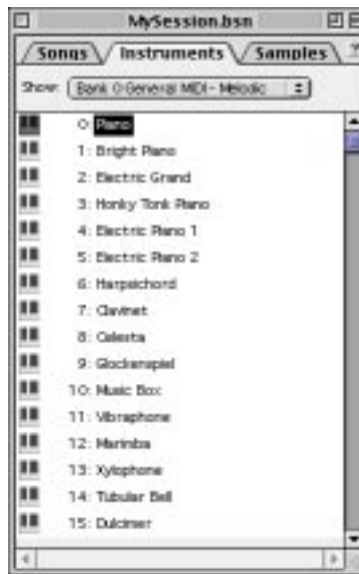 MySession.bsn
Songs Instruments Samples
Show: Bank 0 General MIDI - Melodic
0: Piano
1: Bright Piano
2: Electric Grand
3: Honky Tonk Piano
4: Electric Piano 1
5: Electric Piano 2
6: Harpsichord
7: Clavinet
8: Celesta
9: Glockenspiel
10: Music Box
11: Vibraphone
12: Marimba
13: Xylophone
14: Tubular Bell
15: Dulcimer